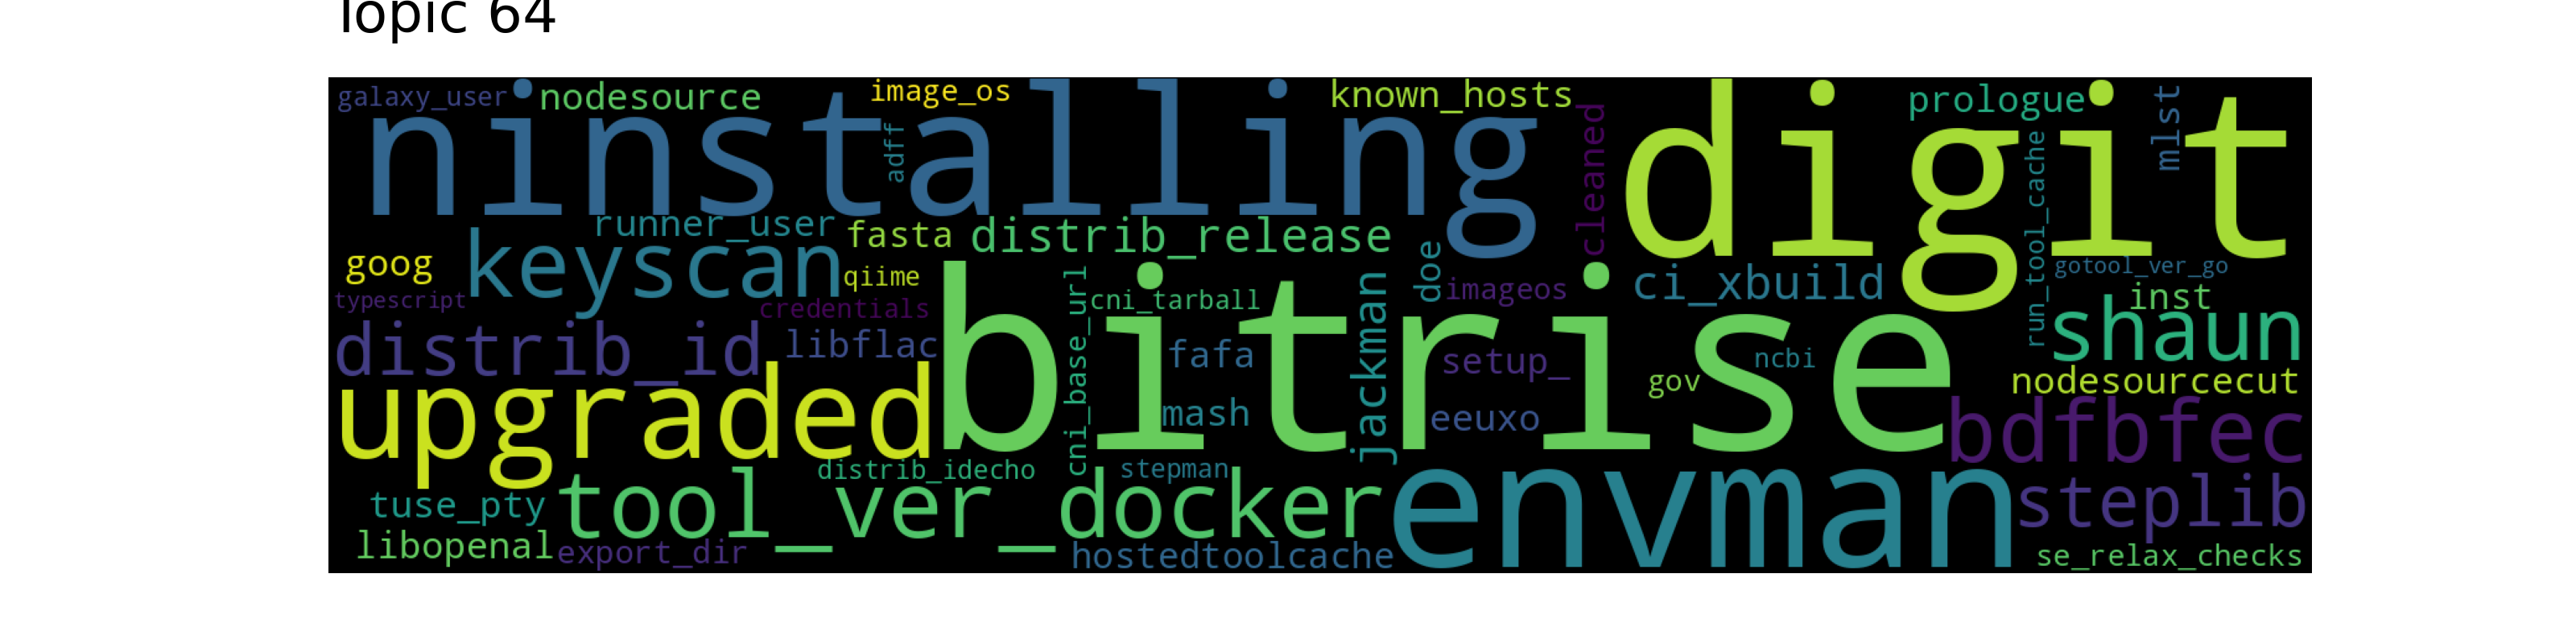 Topic 64
galaxy_user
nodesource
image_os
known_hosts
prologue
mlst
ninstalling
adff
cleaned
digit
run_tool_cache
runner_user
fasta
distrib_release
doe
goog
keyscan
qiime
imageos
ci_xbuild
gotool_ver_go
typescript
credentials
cni_base_url
cni_tarball
jackman
inst
distrib_id
libflac
bitrise
fafa
setup_
gov
ncbi
shaun
nodesourcecut
upgraded
mash
eeuxo
bdfbfec
distrib_idecho
stepman
tuse_pty
tool_ver_docker
envman
steplib
libopenal
export_dir
hostedtoolcache
se_relax_checks